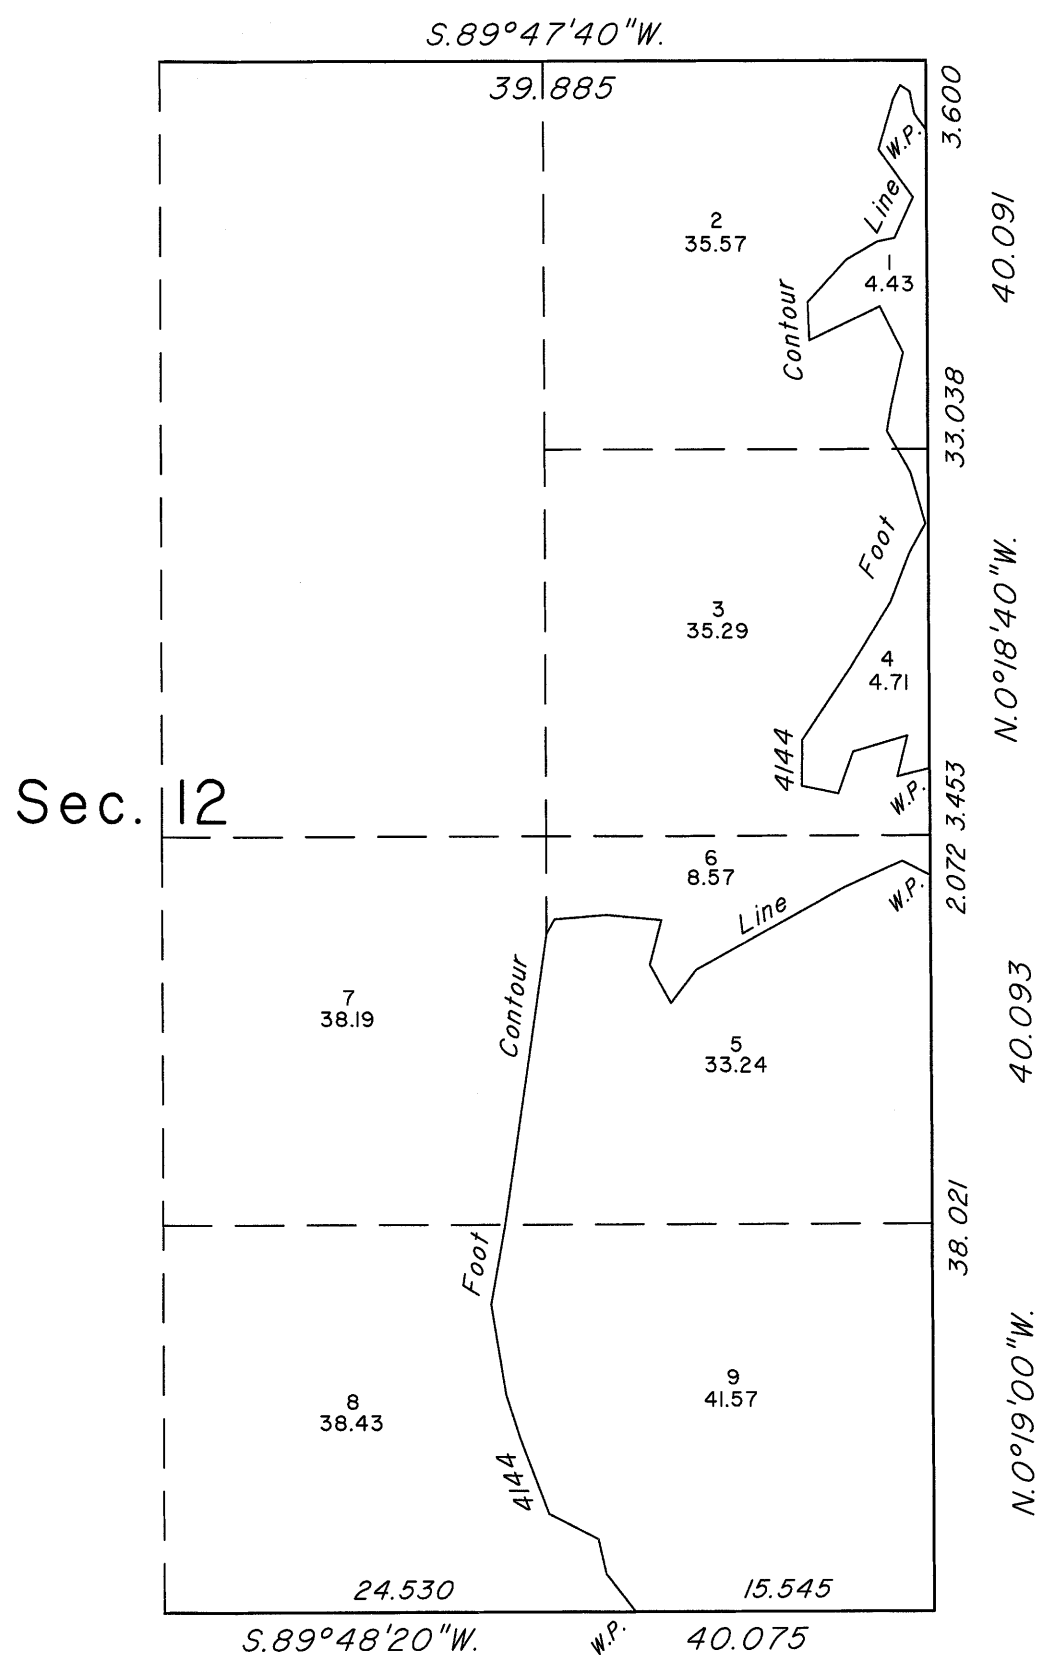 S.89°47'40"W.
39.885
3.600
W.P.
Line
2
35.57
40.091
1
4.43
Contour
33.038
Foot
N.0°18'40"W.
3
35.29
4
4.71
4144
3.453
W.P.
Sec. 12
6
8.57
2.072
W.P.
Line
Contour
7
38.19
40.093
5
33.24
38.021
Foot
9
41.57
8
38.43
N.0°19'00"W.
4144
24.530
15.545
S.89°48'20"W.
W.P.
40.075